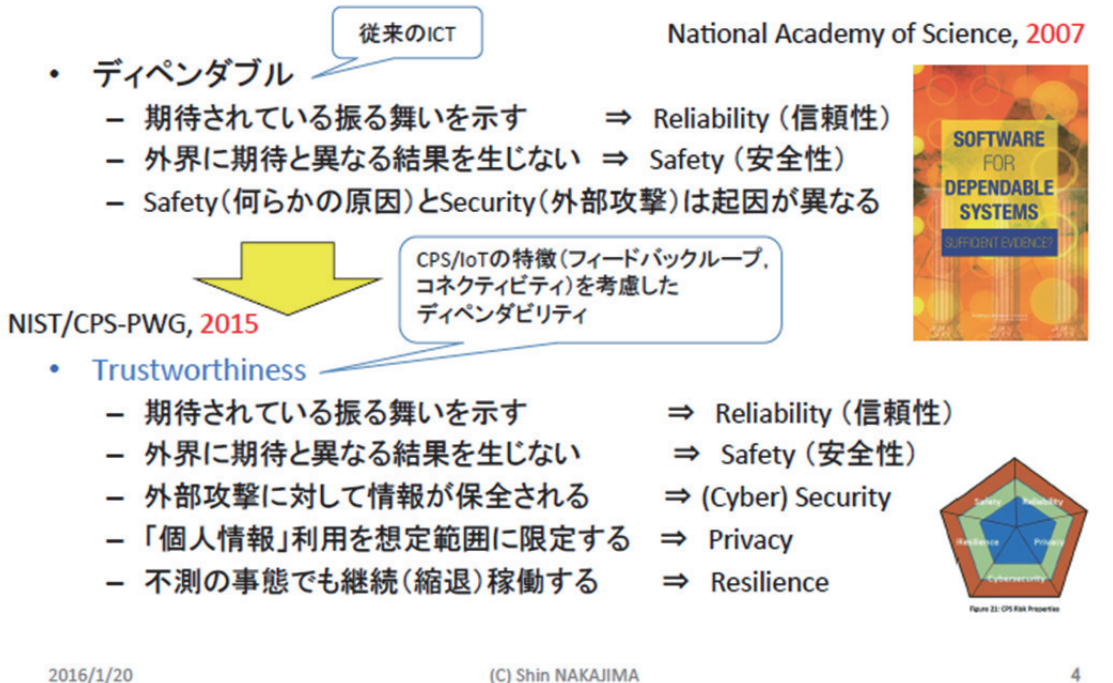 従来のICT
National Academy of Science, 2007
• ディペンダブル
– 期待されている振る舞いを示す ⇒ Reliability (信頼性)
– 外界に期待と異なる結果を生じない ⇒ Safety (安全性)
– Safety(何らかの原因)とSecurity(外部攻撃)は起因が異なる
SOFTWARE
FOR
DEPENDABLE
SYSTEMS
SUFFICIENT EVIDENCE?
CPS/IoTの特徴(フィードバックループ,
コネクティビティ)を考慮した
ディペンダビリティ
NIST/CPS-PWG, 2015
• Trustworthiness
– 期待されている振る舞いを示す ⇒ Reliability (信頼性)
– 外界に期待と異なる結果を生じない ⇒ Safety (安全性)
– 外部攻撃に対して情報が保全される ⇒ (Cyber) Security
– 「個人情報」利用を想定範囲に限定する ⇒ Privacy
– 不測の事態でも継続(縮退)稼働する ⇒ Resilience
Safety Reliability
Resilience Privacy
Cybersecurity
Figure 21: CPS Risk Properties
2016/1/20 (C) Shin NAKAJIMA 4